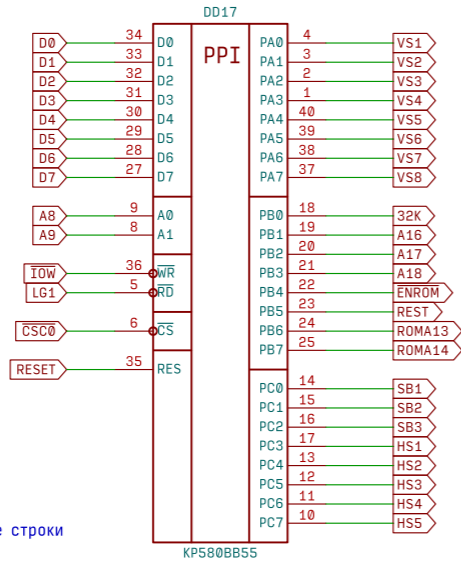 DD17
PPI
D0 34 D0 PA0 4 VS1
D1 33 D1 PA1 3 VS2
D2 32 D2 PA2 2 VS3
D3 31 D3 PA3 1 VS4
D4 30 D4 PA4 40 VS5
D5 29 D5 PA5 39 VS6
D6 28 D6 PA6 38 VS7
D7 27 D7 PA7 37 VS8
A8 9 A0 PB0 18 32K
A9 8 A1 PB1 19 A16
PB2 20 A17
IOW 36 WR PB3 21 A18
LG1 5 RD PB4 22 ENROM
PB5 23 REST
CSC0 6 CS PB6 24 ROMA13
PB7 25 ROMA14
RESET 35 RES
PC0 14 SB1
PC1 15 SB2
PC2 16 SB3
PC3 17 HS1
PC4 13 HS2
PC5 12 HS3
PC6 11 HS4
PC7 10 HS5
е строки
КР580ВВ55